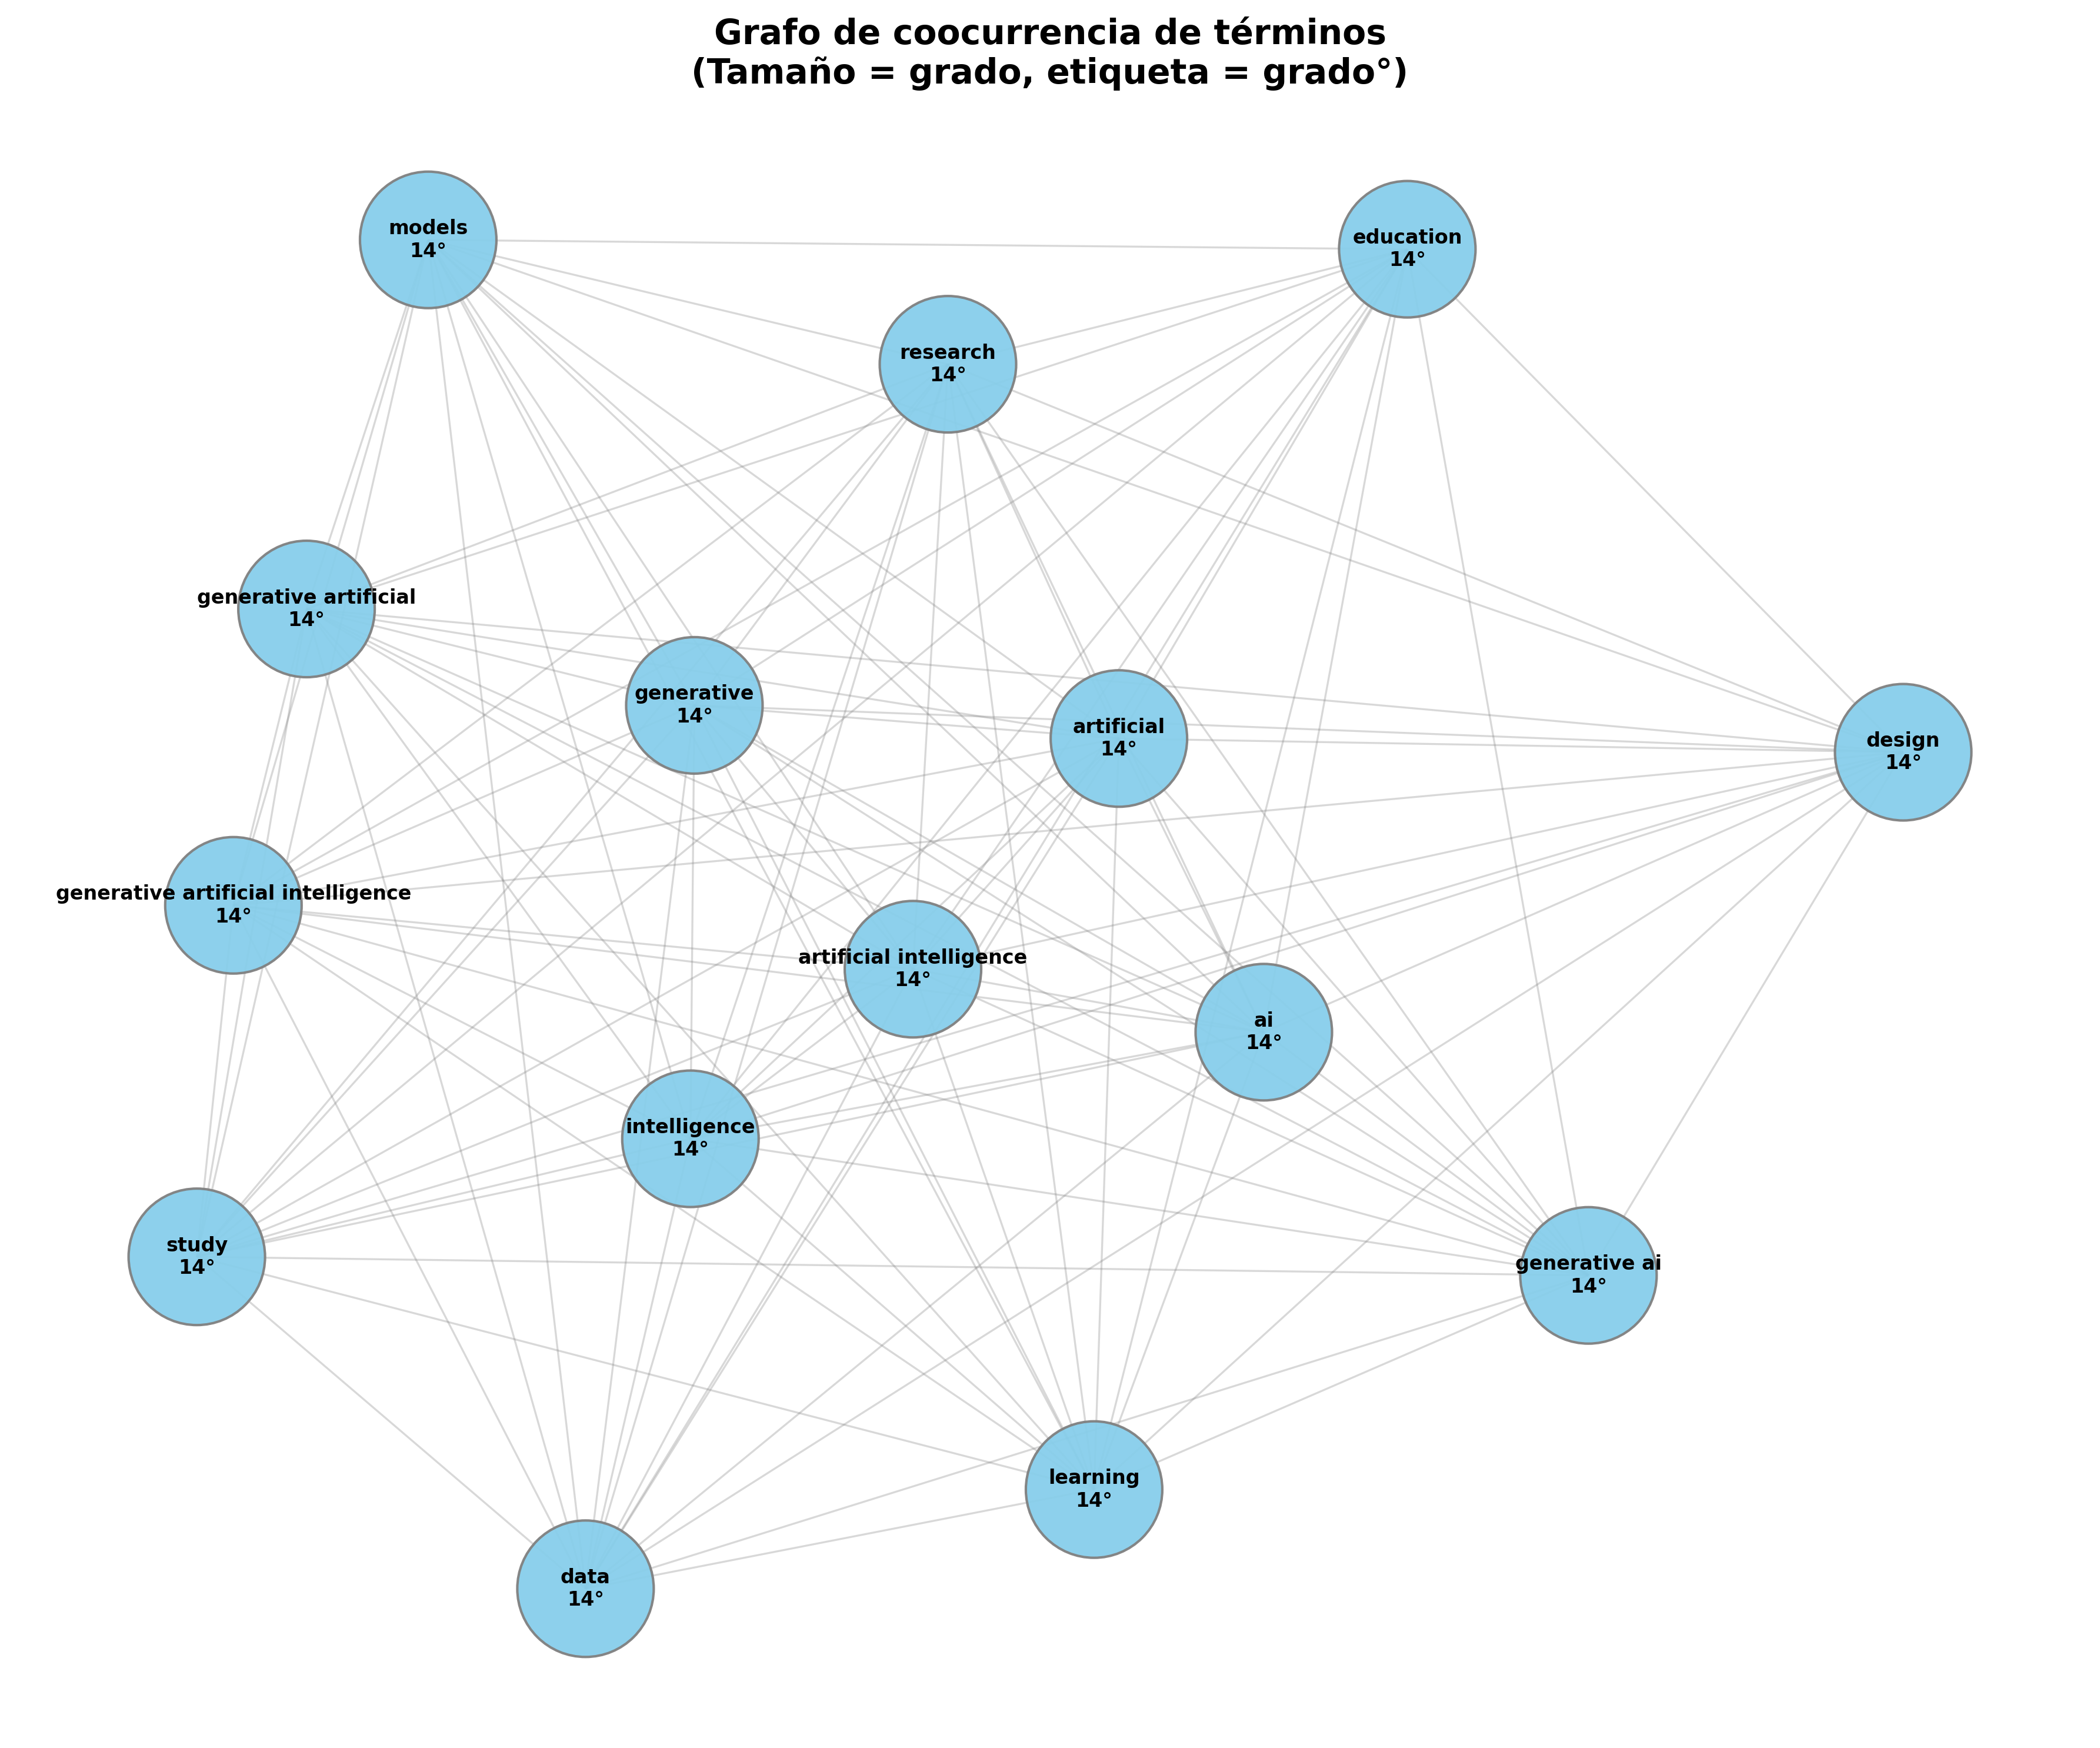 Grafo de coocurrencia de términos
(Tamaño = grado, etiqueta = grado°)
models
14°
education
14°
research
14°
generative artificial
14°
generative
14°
artificial
14°
design
14°
generative artificial intelligence
14°
artificial intelligence
14°
ai
14°
intelligence
14°
study
14°
generative ai
14°
learning
14°
data
14°